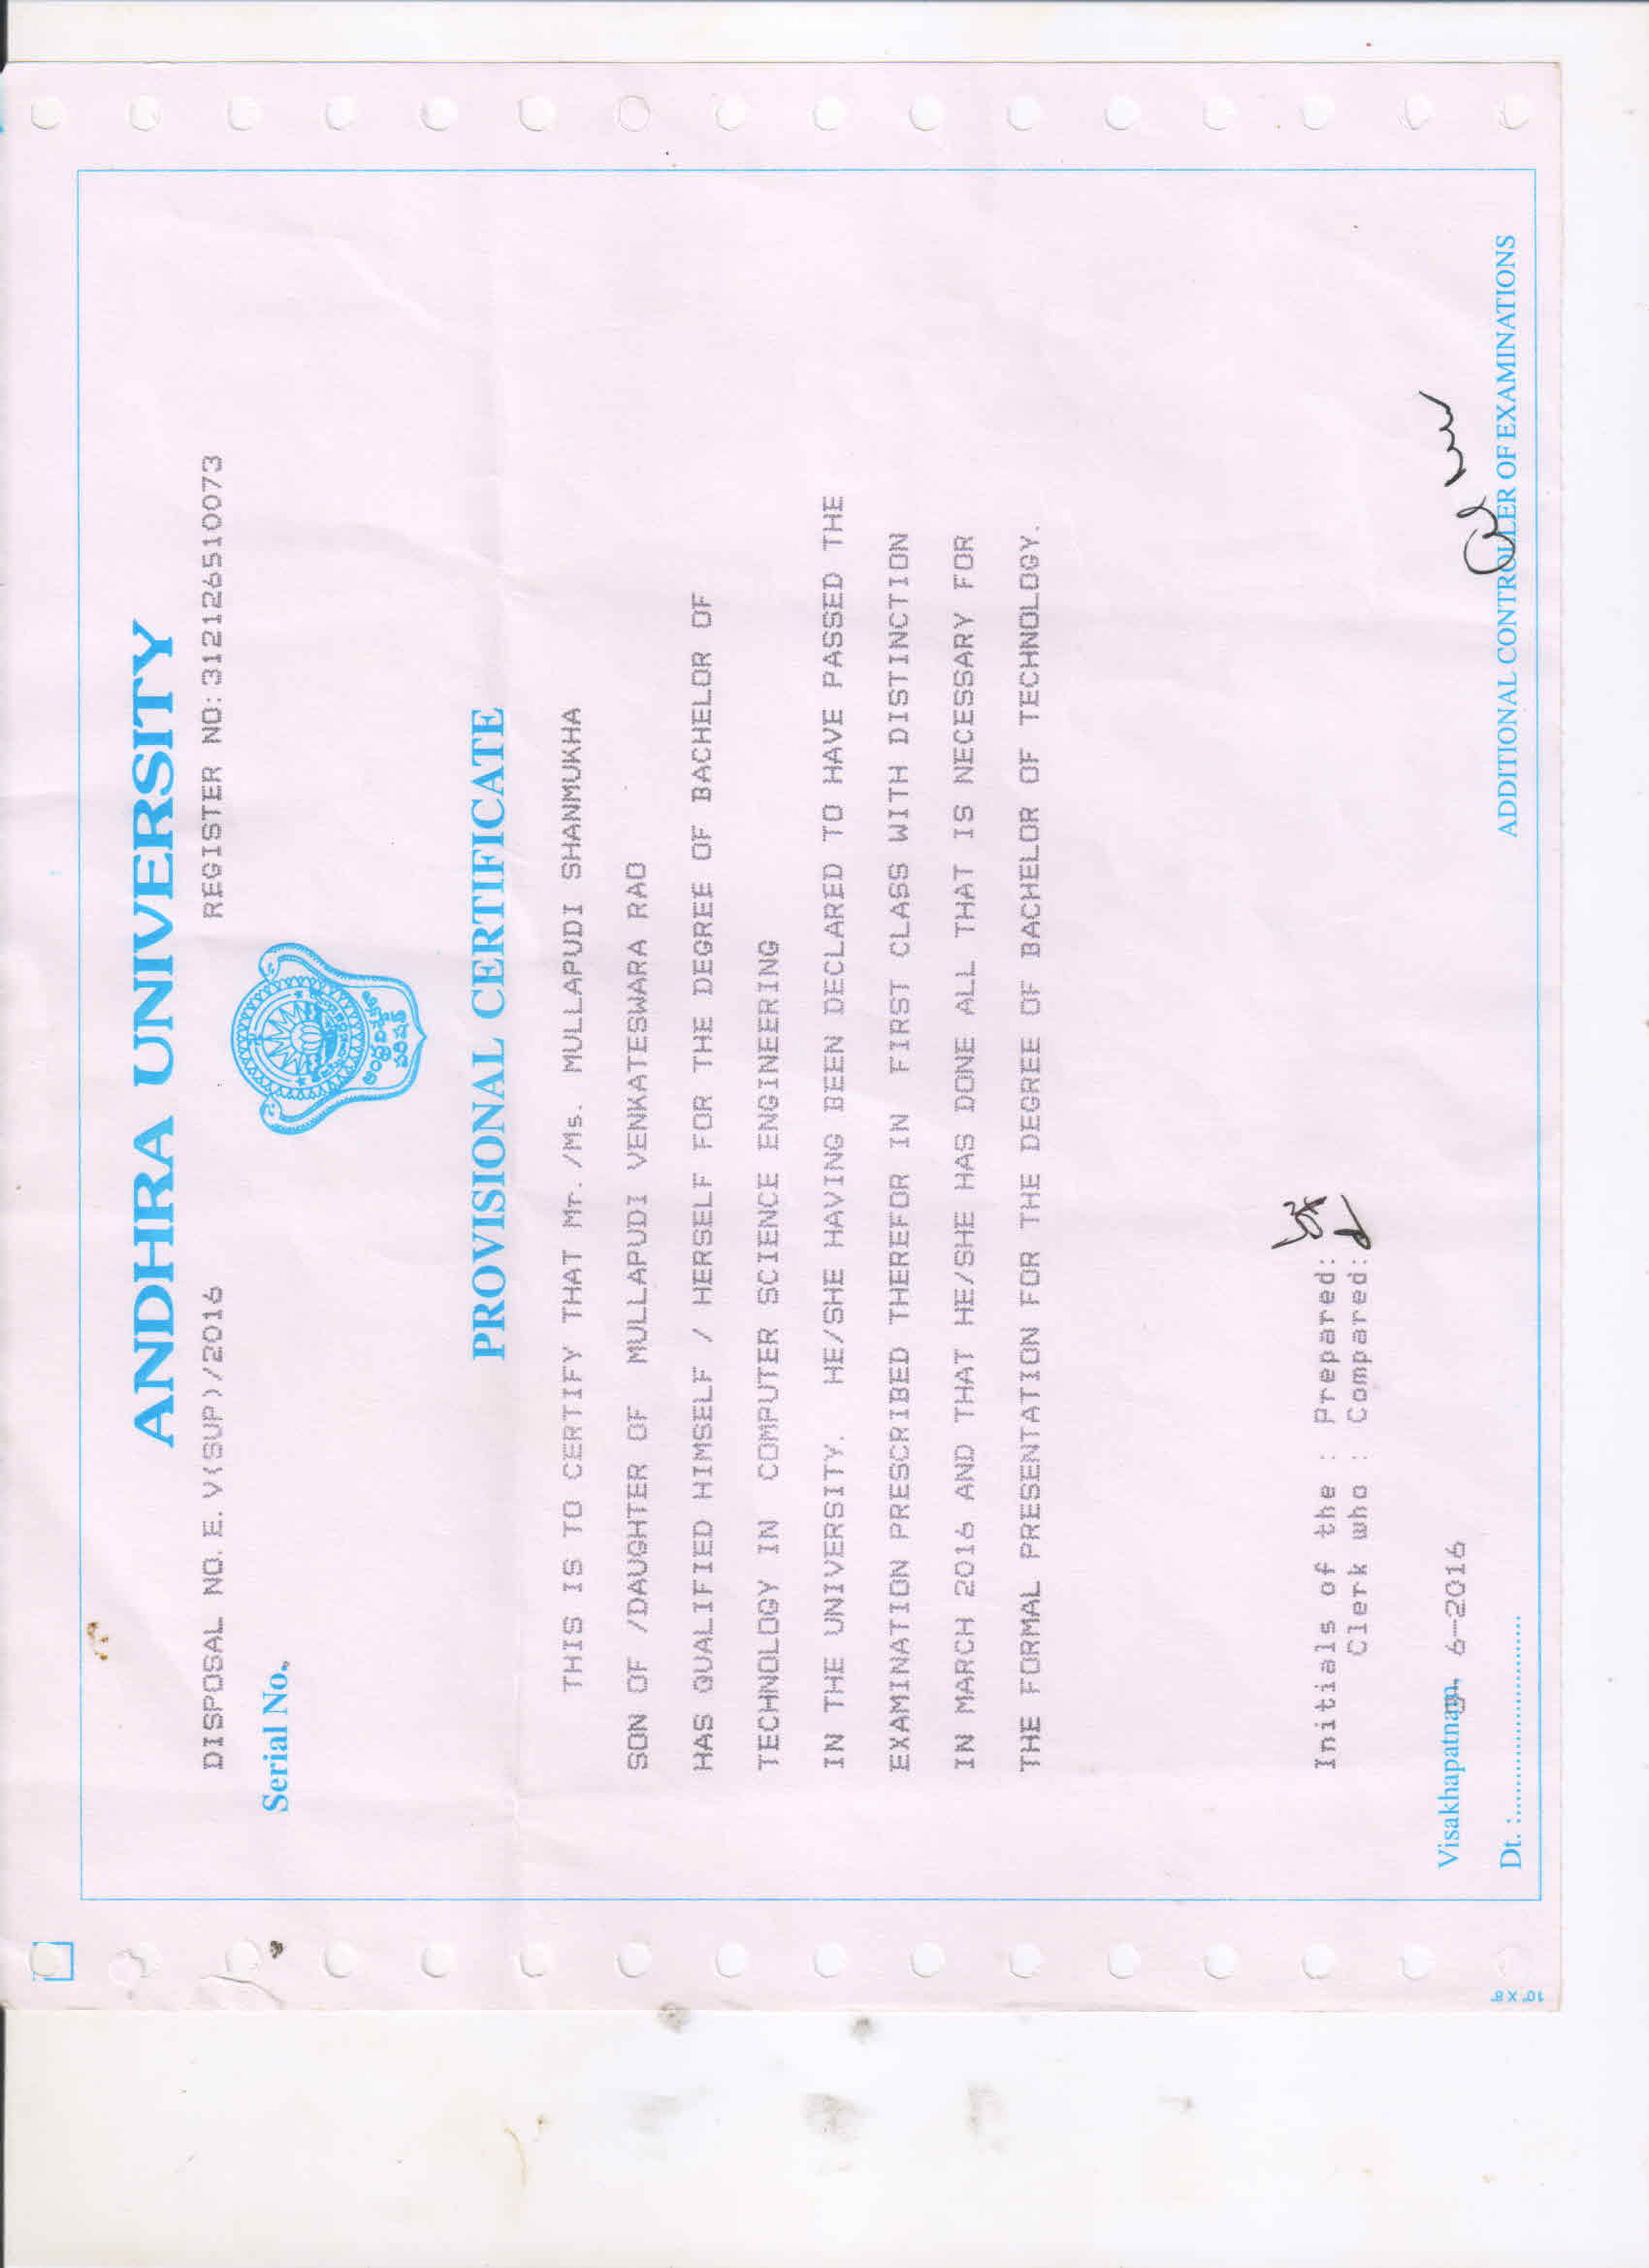 ANDHRA UNIVERSITY
DISPOSAL NO. E. V(SUP)/2016 REGISTER NO: 312126510073
Serial No.
ఆంధ్ర విశ్వకళా
పరిషత్
PROVISIONAL CERTIFICATE
THIS IS TO CERTIFY THAT Mr. /Ms. MULLAPUDI SHANMUKHA
SON OF /DAUGHTER OF MULLAPUDI VENKATESWARA RAO
HAS QUALIFIED HIMSELF / HERSELF FOR THE DEGREE OF BACHELOR OF
TECHNOLOGY IN COMPUTER SCIENCE ENGINEERING
IN THE UNIVERSITY. HE/SHE HAVING BEEN DECLARED TO HAVE PASSED THE
EXAMINATION PRESCRIBED THEREFOR IN FIRST CLASS WITH DISTINCTION
IN MARCH 2016 AND THAT HE/SHE HAS DONE ALL THAT IS NECESSARY FOR
THE FORMAL PRESENTATION FOR THE DEGREE OF BACHELOR OF TECHNOLOGY.
Initials of the : Prepared:
Clerk who : Compared:
Visakhapatnam, 6-2016
Dt. :............................
ADDITIONAL CONTROLLER OF EXAMINATIONS
10" X 8"